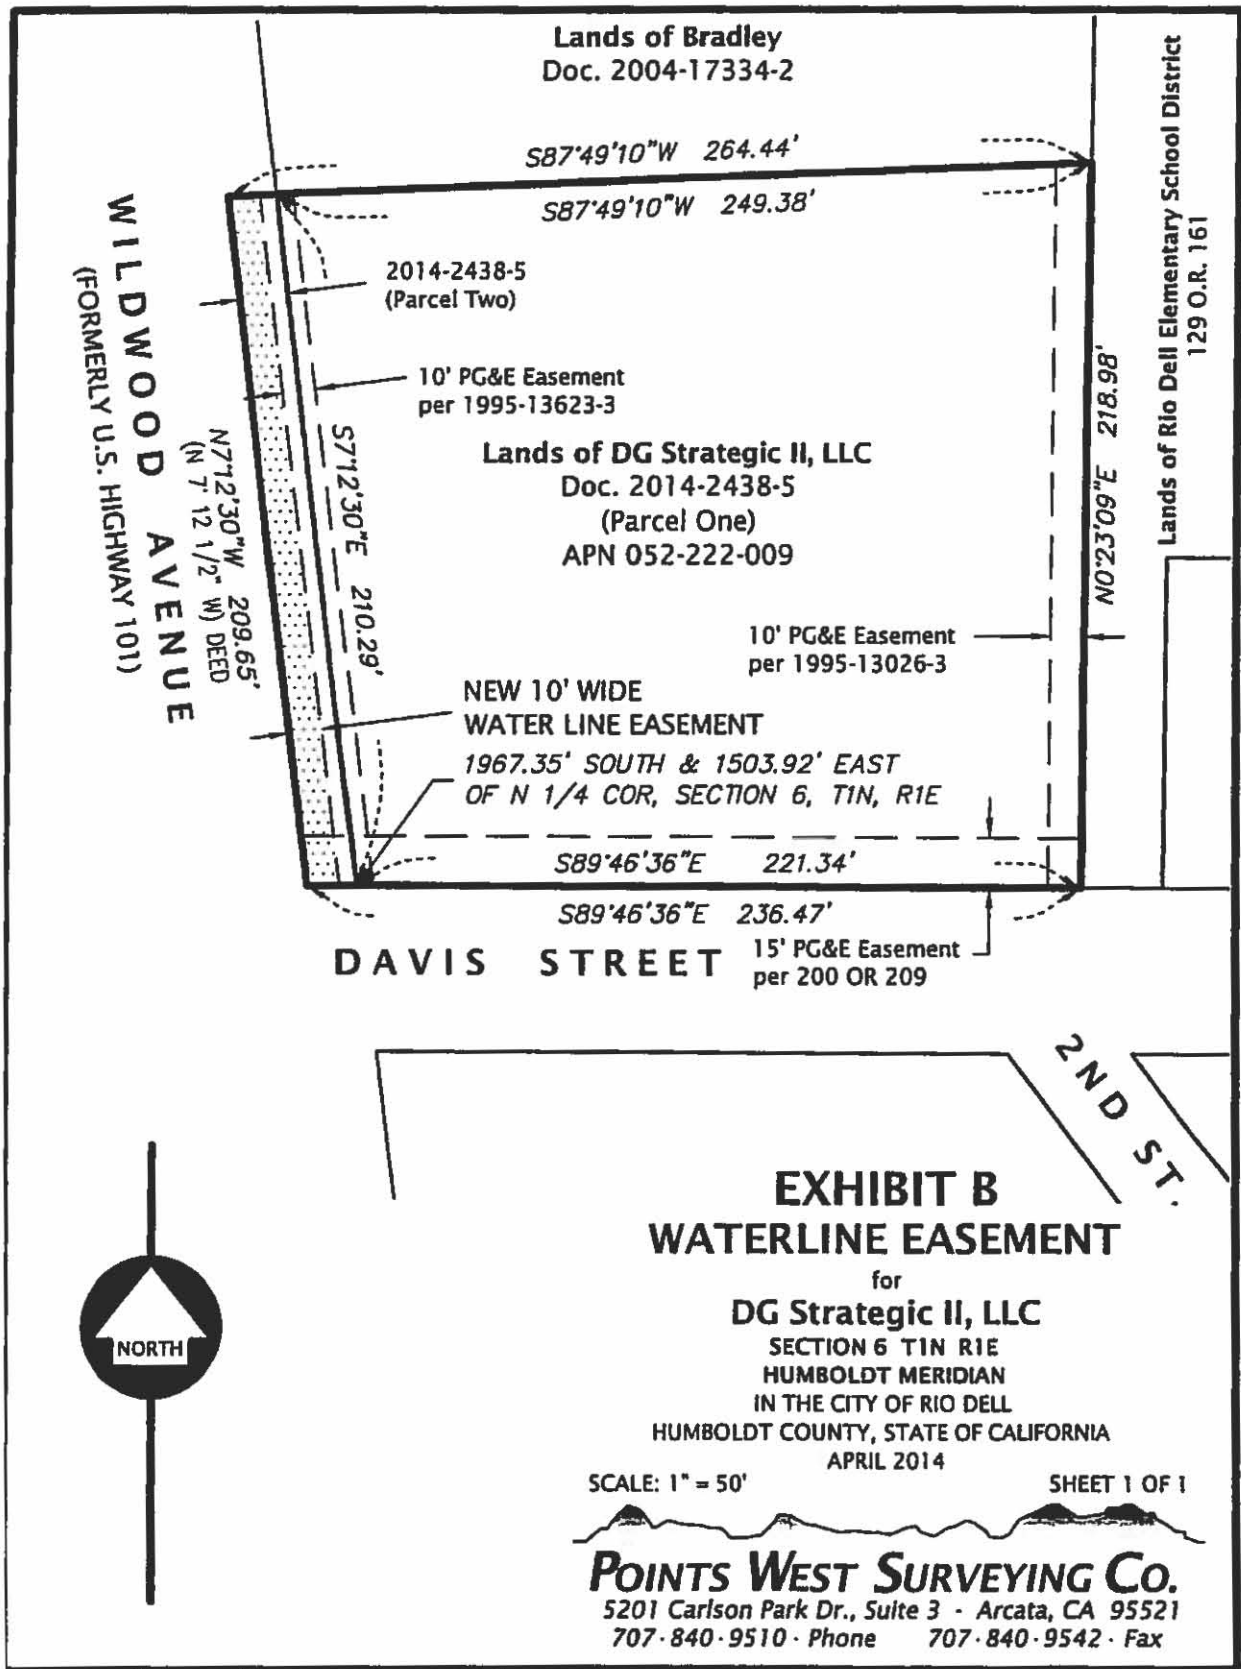 Lands of Bradley
Doc. 2004-17334-2
S87°49'10"W 264.44'
S87°49'10"W 249.38'
Lands of Rio Dell Elementary School District
129 O.R. 161
WILDWOOD AVENUE
(FORMERLY U.S. HIGHWAY 101)
2014-2438-5
(Parcel Two)
10' PG&E Easement
per 1995-13623-3
N7°12'30"W 209.65'
(N 7° 12 1/2" W) DEED
S7°12'30"E 210.29'
Lands of DG Strategic II, LLC
Doc. 2014-2438-5
(Parcel One)
APN 052-222-009
N0°23'09"E 218.98'
10' PG&E Easement
per 1995-13026-3
NEW 10' WIDE
WATER LINE EASEMENT
1967.35' SOUTH & 1503.92' EAST
OF N 1/4 COR, SECTION 6, T1N, R1E
S89°46'36"E 221.34'
S89°46'36"E 236.47'
DAVIS STREET
15' PG&E Easement
per 200 OR 209
2ND ST.
NORTH
EXHIBIT B
WATERLINE EASEMENT
for
DG Strategic II, LLC
SECTION 6 T1N R1E
HUMBOLDT MERIDIAN
IN THE CITY OF RIO DELL
HUMBOLDT COUNTY, STATE OF CALIFORNIA
APRIL 2014
SCALE: 1" = 50'
SHEET 1 OF 1
POINTS WEST SURVEYING CO.
5201 Carlson Park Dr., Suite 3 - Arcata, CA 95521
707·840·9510 · Phone 707·840·9542 · Fax